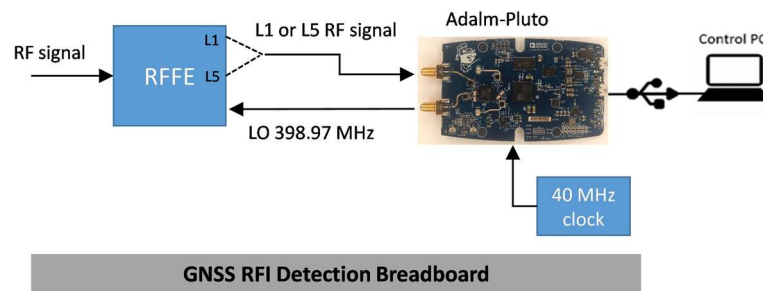 Adalm-Pluto
L1 or L5 RF signal
Control PC
RF signal
L1
RFFE
L5
LO 398.97 MHz
40 MHz
clock
GNSS RFI Detection Breadboard